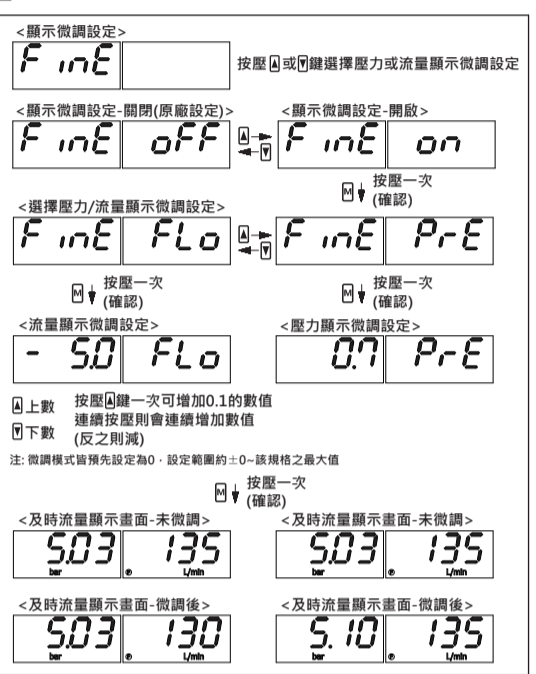 <顯示微調設定>
F inE
按壓▲或▼鍵選擇壓力或流量顯示微調設定
<顯示微調設定-關閉(原廠設定)> <顯示微調設定-開啟>
F inE oFF ▲ ▼ F inE on
M 按壓一次
(確認)
<選擇壓力/流量顯示微調設定>
F inE FLo ▲ ▼ F inE PrE
M 按壓一次 M 按壓一次
(確認) (確認)
<流量顯示微調設定> <壓力顯示微調設定>
- 5.0 FLo 0.7 PrE
▲上數 按壓▲鍵一次可增加0.1的數值
連續按壓則會連續增加數值
▼下數 (反之則減)
注: 微調模式皆預先設定為0，設定範圍約±0~該規格之最大值
M 按壓一次
(確認)
<及時流量顯示畫面-未微調> <及時流量顯示畫面-未微調>
5.03 135 5.03 135
bar P L/min bar P L/min
<及時流量顯示畫面-微調後> <及時流量顯示畫面-微調後>
5.03 130 5.10 135
bar P L/min bar P L/min